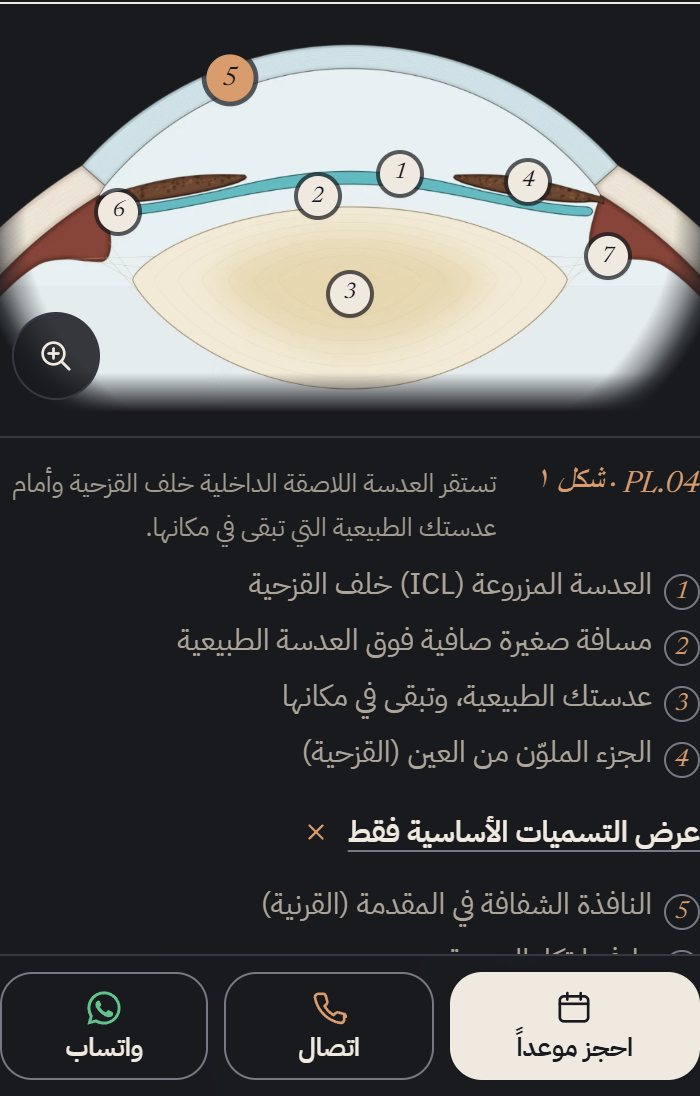 5
1
4
2
6
7
3
PL.04 · شكل ١
تستقر العدسة اللاصقة الداخلية خلف القزحية وأمام
عدستك الطبيعية التي تبقى في مكانها.
1 العدسة المزروعة (ICL) خلف القزحية
2 مسافة صغيرة صافية فوق العدسة الطبيعية
3 عدستك الطبيعية، وتبقى في مكانها
4 الجزء الملوّن من العين (القزحية)
عرض التسميات الأساسية فقط ×
5 النافذة الشفافة في المقدمة (القرنية)
احجز موعداً
اتصال
واتساب